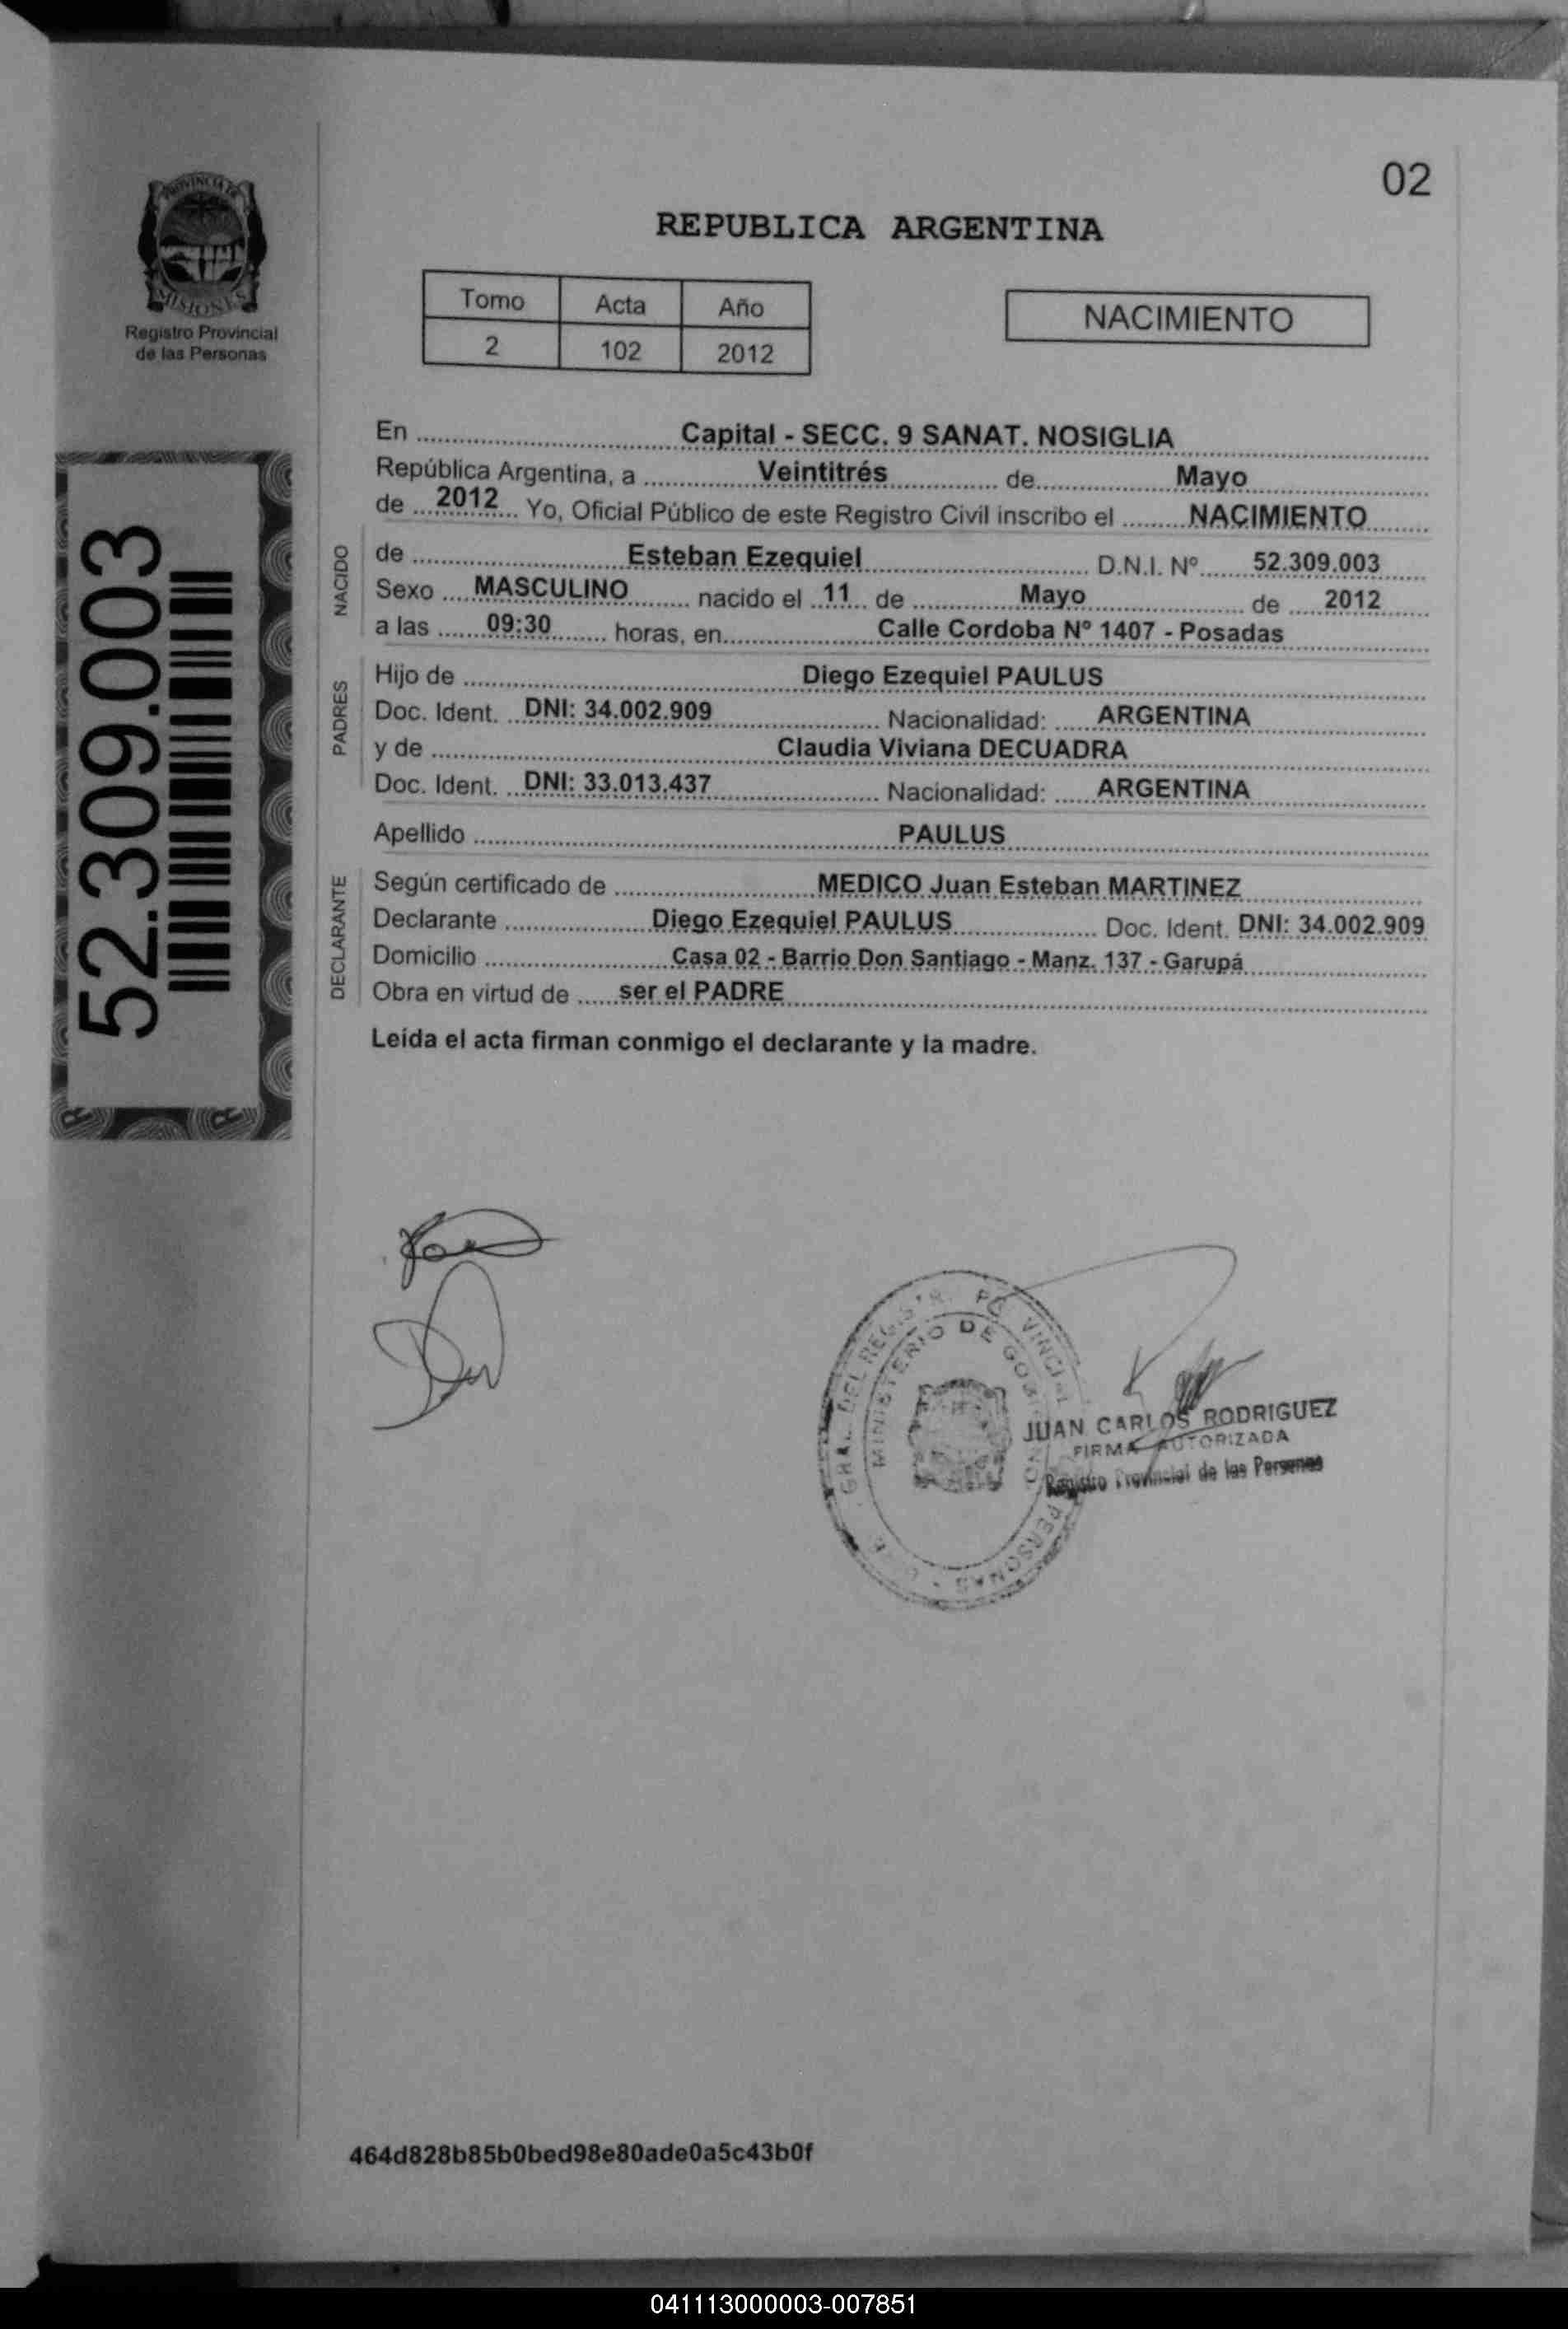 02
PROVINCIA DE
MISIONES
Registro Provincial
de las Personas
REPUBLICA ARGENTINA
Tomo Acta Año
2 102 2012
NACIMIENTO
52.309.003
En Capital - SECC. 9 SANAT. NOSIGLIA
República Argentina, a Veintitrés de Mayo
de 2012 Yo, Oficial Público de este Registro Civil inscribo el NACIMIENTO
NACIDO
de Esteban Ezequiel D.N.I. Nº 52.309.003
Sexo MASCULINO nacido el 11 de Mayo de 2012
a las 09:30 horas, en Calle Cordoba Nº 1407 - Posadas
PADRES
Hijo de Diego Ezequiel PAULUS
Doc. Ident. DNI: 34.002.909 Nacionalidad: ARGENTINA
y de Claudia Viviana DECUADRA
Doc. Ident. DNI: 33.013.437 Nacionalidad: ARGENTINA
Apellido PAULUS
DECLARANTE
Según certificado de MEDICO Juan Esteban MARTINEZ
Declarante Diego Ezequiel PAULUS Doc. Ident. DNI: 34.002.909
Domicilio Casa 02 - Barrio Don Santiago - Manz. 137 - Garupá
Obra en virtud de ser el PADRE
Leída el acta firman conmigo el declarante y la madre.
GRAL. DEL PERSONAS
MINISTERIO DE
JUAN CARLOS RODRIGUEZ
FIRMA AUTORIZADA
Registro Provincial de las Personas
464d828b85b0bed98e80ade0a5c43b0f
041113000003-007851